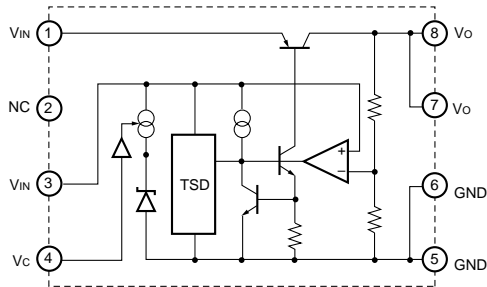 VIN 1
8 VO
NC 2
7 VO
+
−
VIN 3
TSD
6 GND
VC 4
5 GND